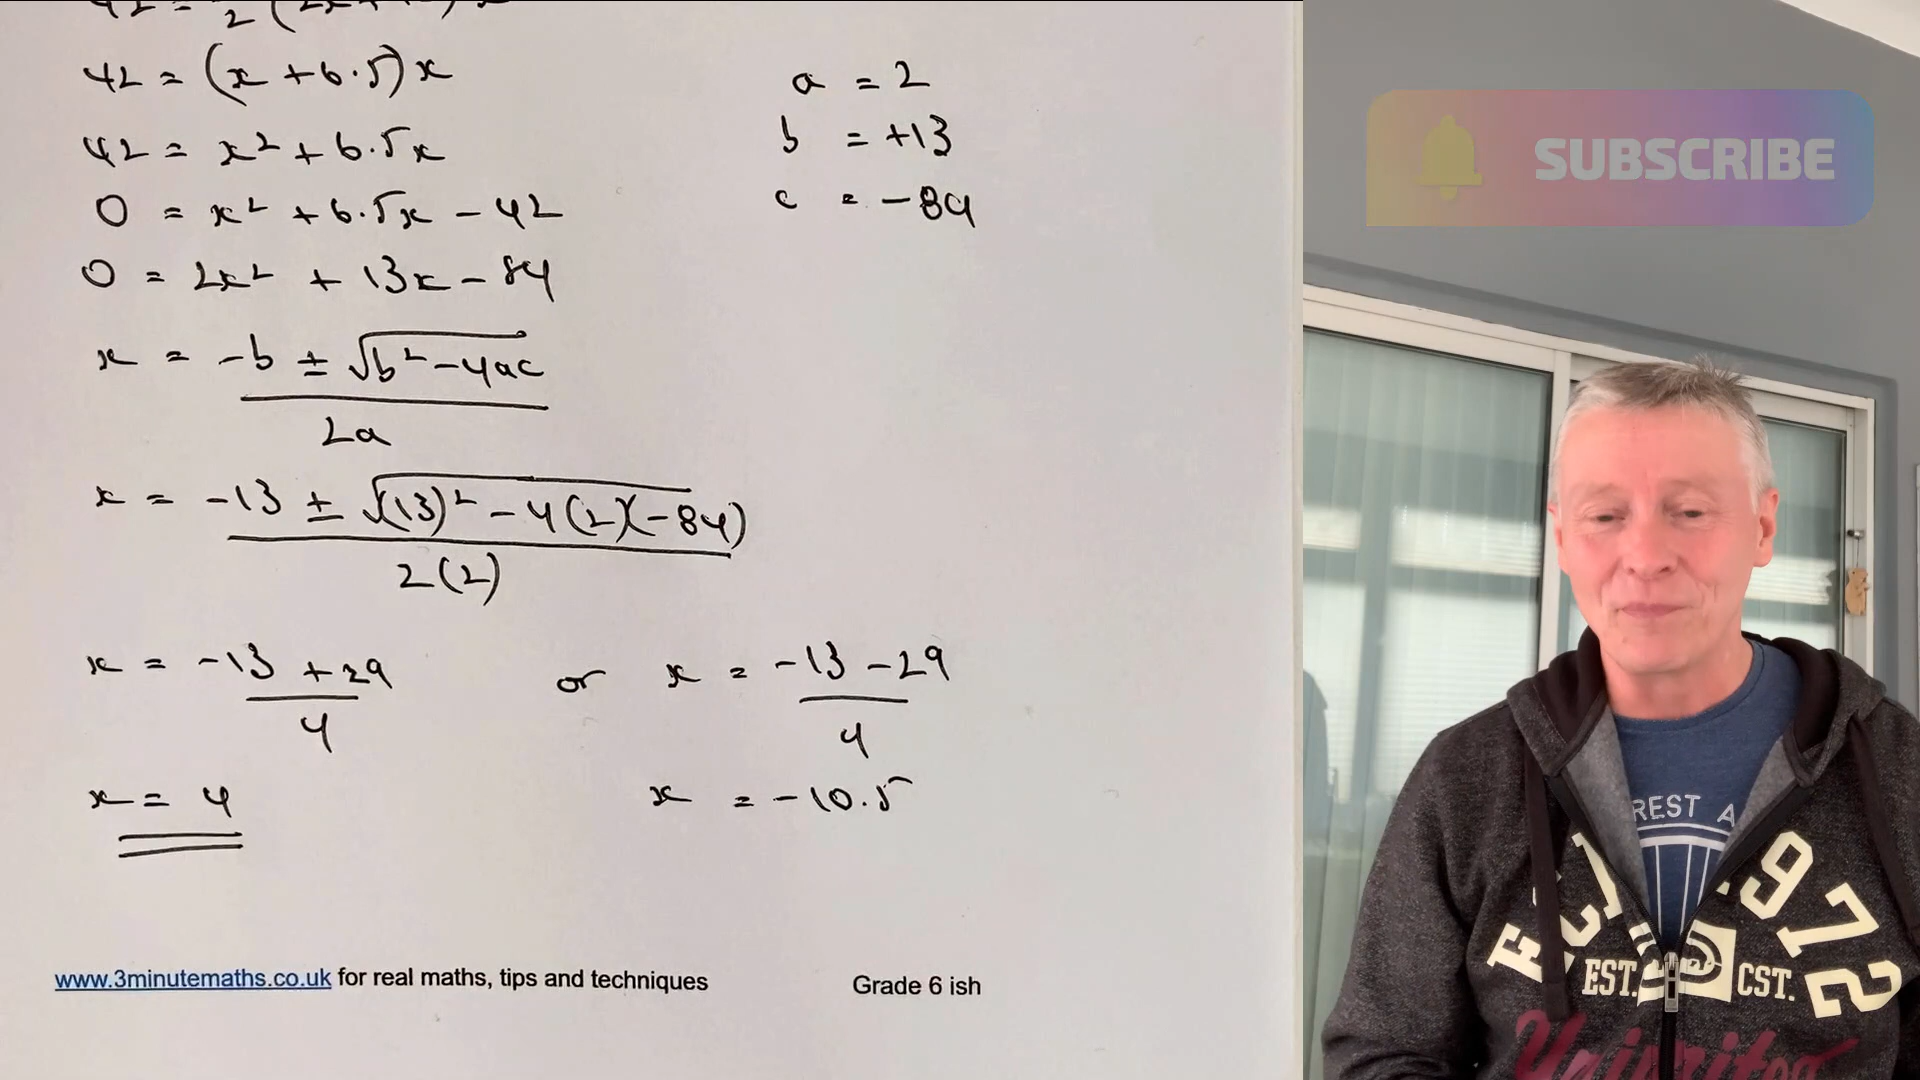 42 = (x + 6.5)x
42 = x² + 6.5x
0 = x² + 6.5x - 42
0 = 2x² + 13x - 84
x = -b ± √b² - 4ac
2a
x = -13 ± √(13)² - 4(2)(-84)
2(2)
x = -13 + 29 or x = -13 - 29
4 4
x = 4 x = -10.5
a = 2
b = +13
c = -84
www.3minutemaths.co.uk for real maths, tips and techniques Grade 6 ish
SUBSCRIBE
REST A
1972
EST. CST.